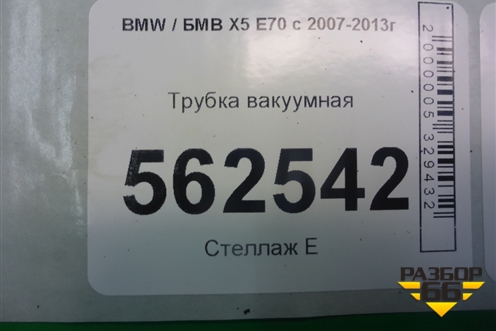 BMW / БМВ X5 E70 с 2007-2013г
Трубка вакуумная
562542
Стеллаж Е
2000005329432
РАЗБОР
66